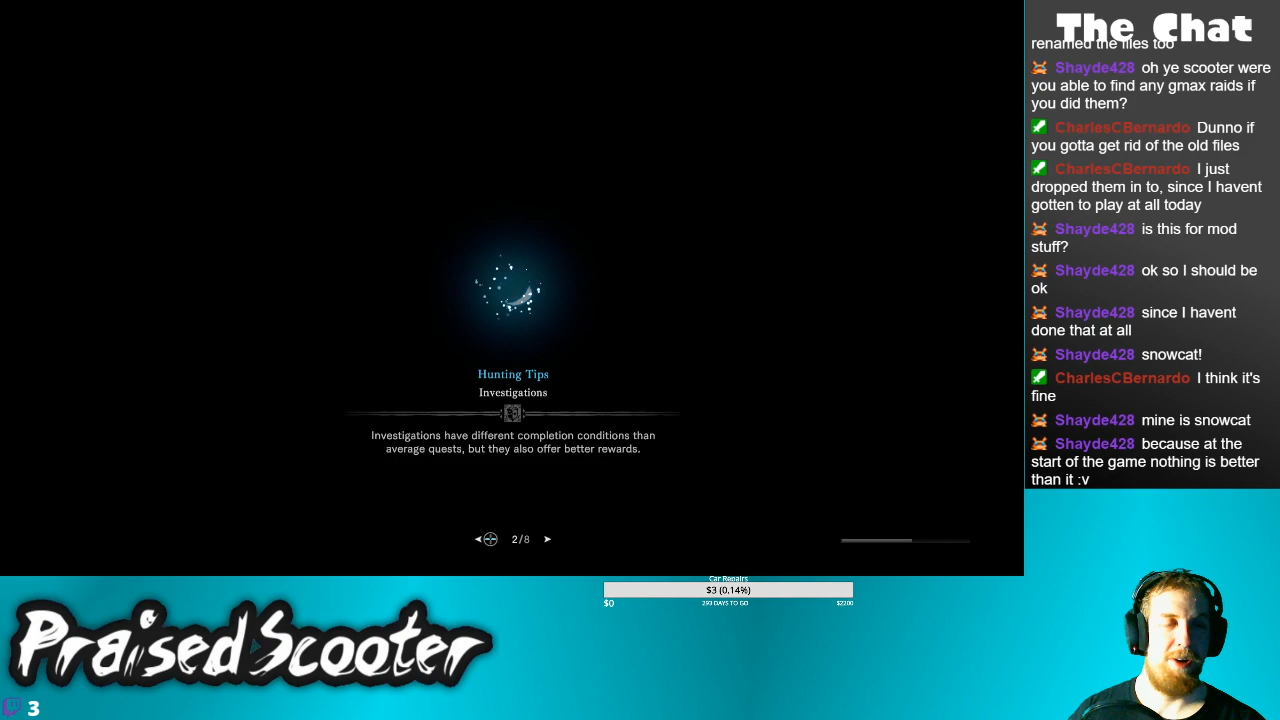 The Chat
renamed the files too
Shayde428 oh ye scooter were
you able to find any gmax raids if
you did them?
CharlesCBernardo Dunno if
you gotta get rid of the old files
CharlesCBernardo I just
dropped them in to, since I havent
gotten to play at all today
Shayde428 is this for mod
stuff?
Shayde428 ok so I should be
ok
Shayde428 since I havent
done that at all
Shayde428 snowcat!
CharlesCBernardo I think it's
fine
Shayde428 mine is snowcat
Shayde428 because at the
start of the game nothing is better
than it :v
Hunting Tips
Investigations
Investigations have different completion conditions than
average quests, but they also offer better rewards.
2/8
Car Repairs
$3 (0.14%)
$0 293 DAYS TO GO $2200
Praised Scooter
3